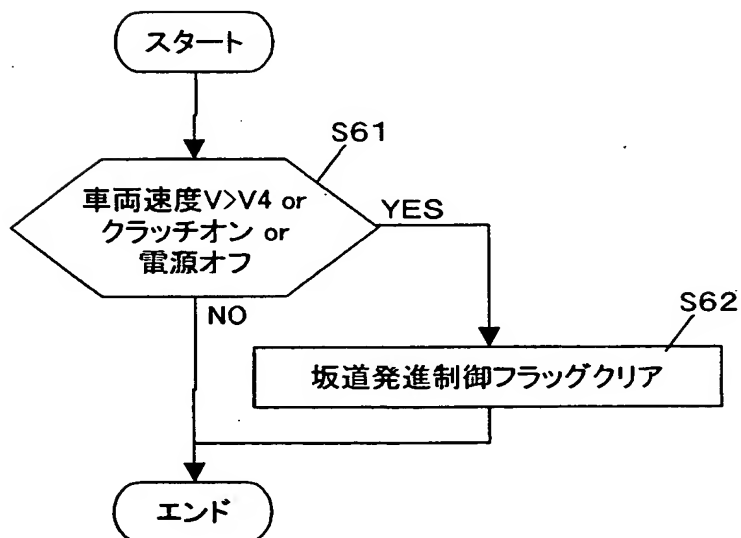 スタート
S61
車両速度V>V4 or
クラッチオン or
電源オフ
YES
NO
S62
坂道発進制御フラッグクリア
エンド